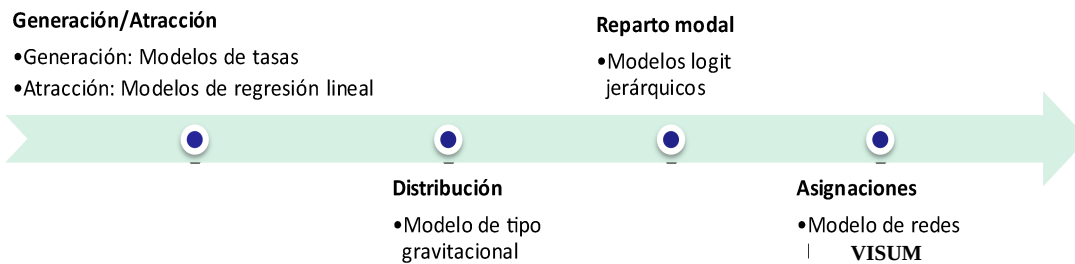 Generación/Atracción
•Generación: Modelos de tasas
•Atracción: Modelos de regresión lineal
Distribución
•Modelo de tipo
gravitacional
Reparto modal
•Modelos logit
jerárquicos
Asignaciones
•Modelo de redes
VISUM